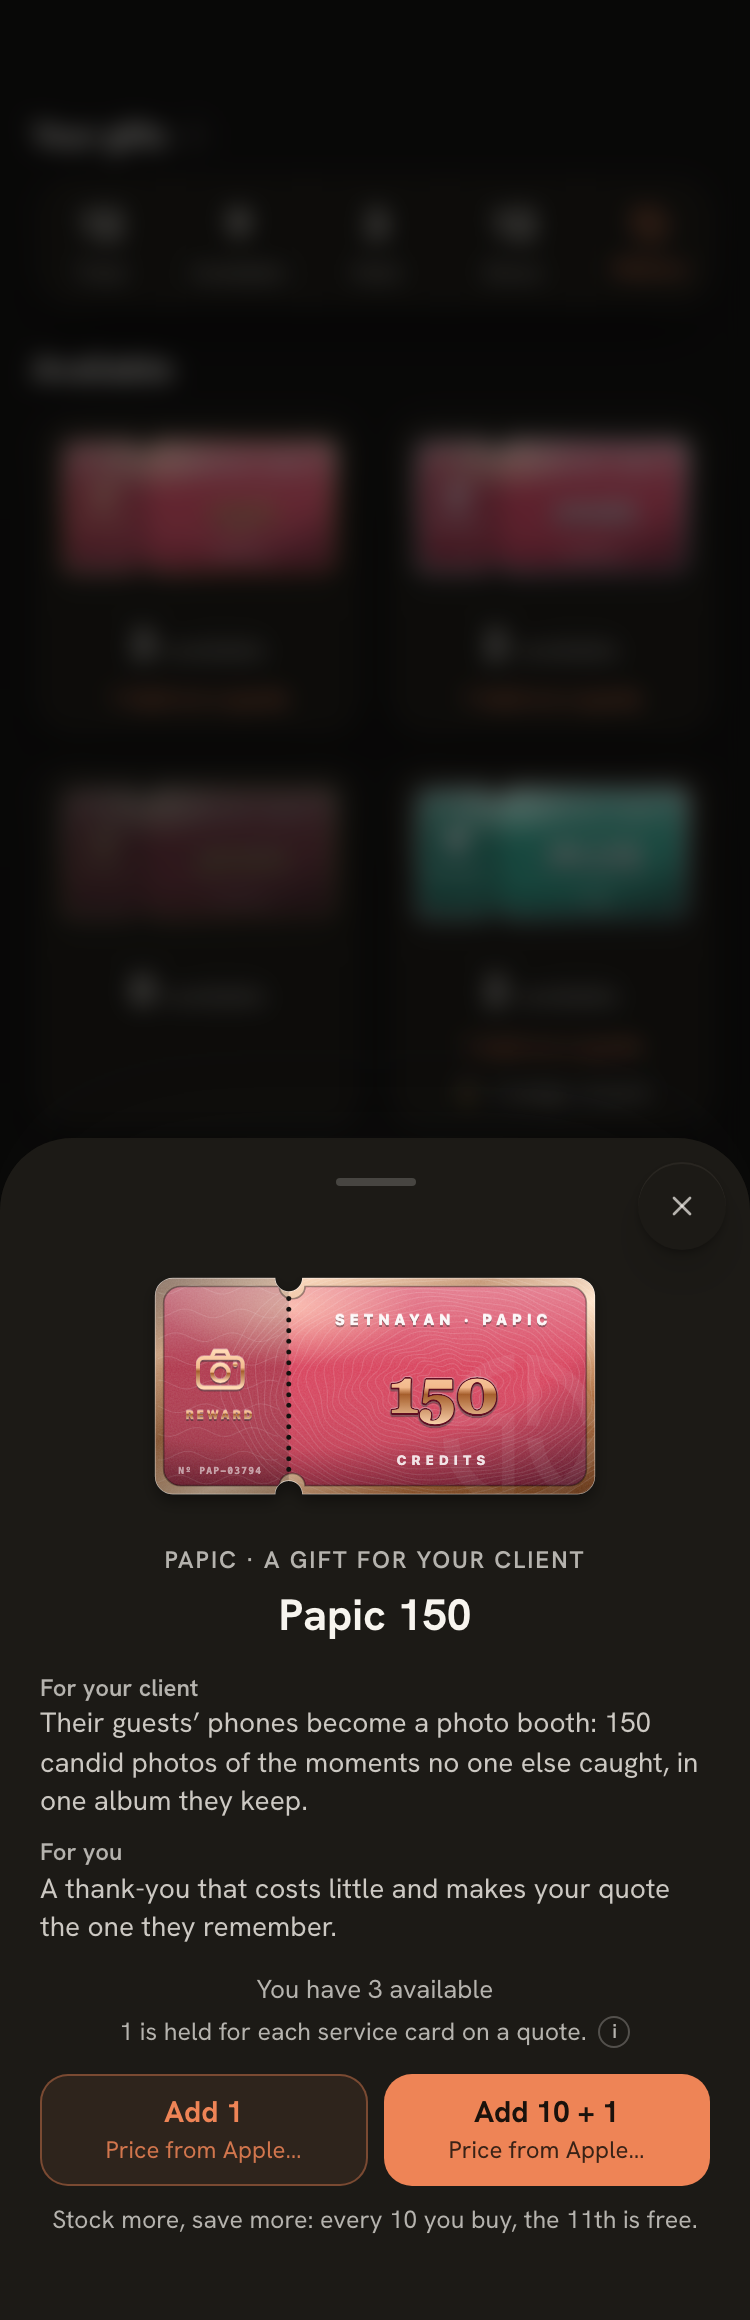 Your gifts
Available
SETNAYAN · PAPIC
REWARD
150
CREDITS
Nº PAP-03794
PAPIC · A GIFT FOR YOUR CLIENT
Papic 150
For your client
Their guests’ phones become a photo booth: 150
candid photos of the moments no one else caught, in
one album they keep.
For you
A thank-you that costs little and makes your quote
the one they remember.
You have 3 available
1 is held for each service card on a quote.
i
Add 1
Price from Apple…
Add 10 + 1
Price from Apple…
Stock more, save more: every 10 you buy, the 11th is free.